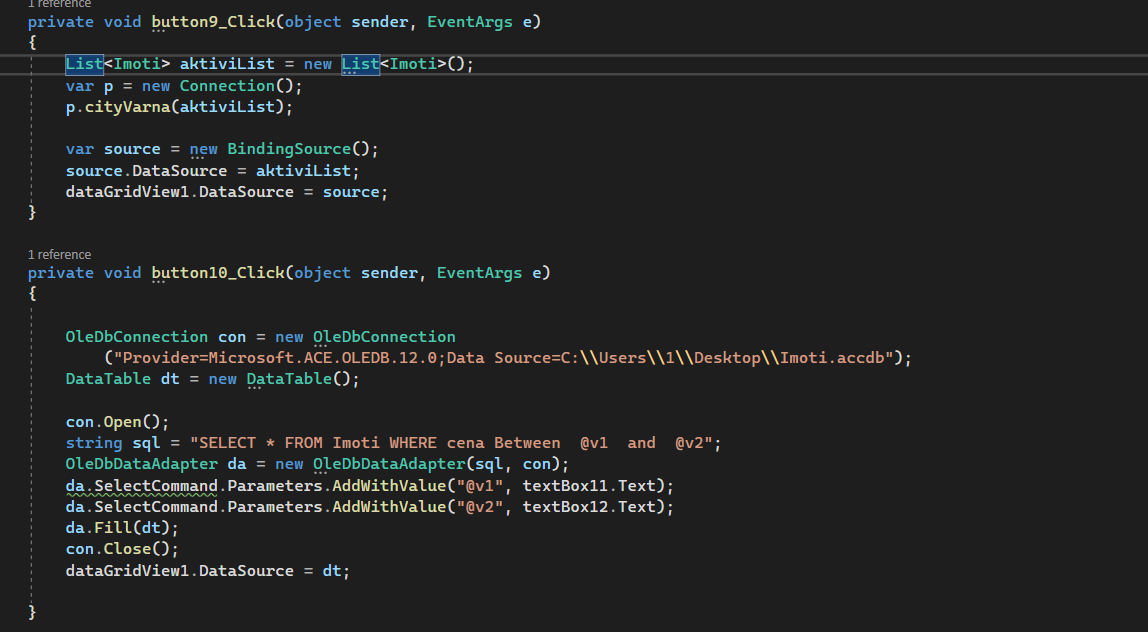 1 reference
private void button9_Click(object sender, EventArgs e)
{
List<Imoti> aktiviList = new List<Imoti>();
var p = new Connection();
p.cityVarna(aktiviList);
var source = new BindingSource();
source.DataSource = aktiviList;
dataGridView1.DataSource = source;
}
1 reference
private void button10_Click(object sender, EventArgs e)
{
OleDbConnection con = new OleDbConnection
("Provider=Microsoft.ACE.OLEDB.12.0;Data Source=C:\\Users\\1\\Desktop\\Imoti.accdb");
DataTable dt = new DataTable();
con.Open();
string sql = "SELECT * FROM Imoti WHERE cena Between  @v1  and  @v2";
OleDbDataAdapter da = new OleDbDataAdapter(sql, con);
da.SelectCommand.Parameters.AddWithValue("@v1", textBox11.Text);
da.SelectCommand.Parameters.AddWithValue("@v2", textBox12.Text);
da.Fill(dt);
con.Close();
dataGridView1.DataSource = dt;
}